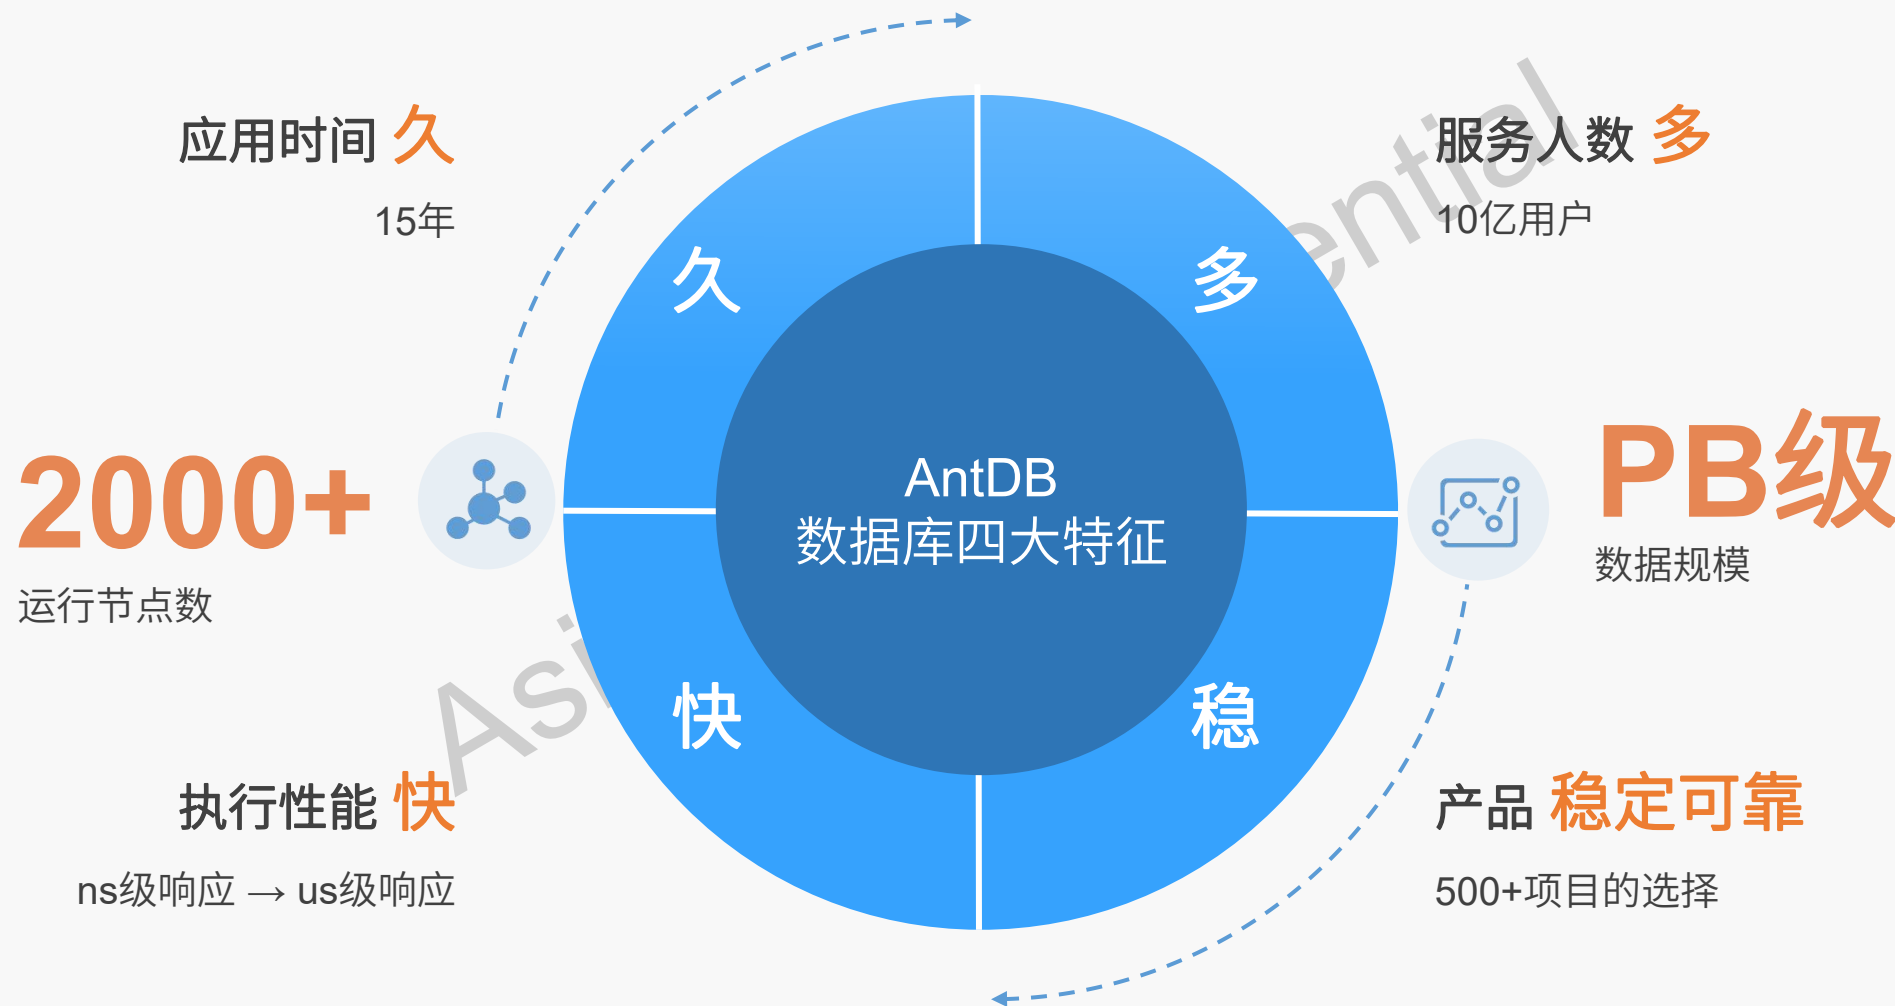 应用时间 久
15年
服务人数 多
10亿用户
久
多
2000+
运行节点数
AntDB
数据库四大特征
PB级
数据规模
快
稳
执行性能 快
ns级响应 → us级响应
产品 稳定可靠
500+项目的选择